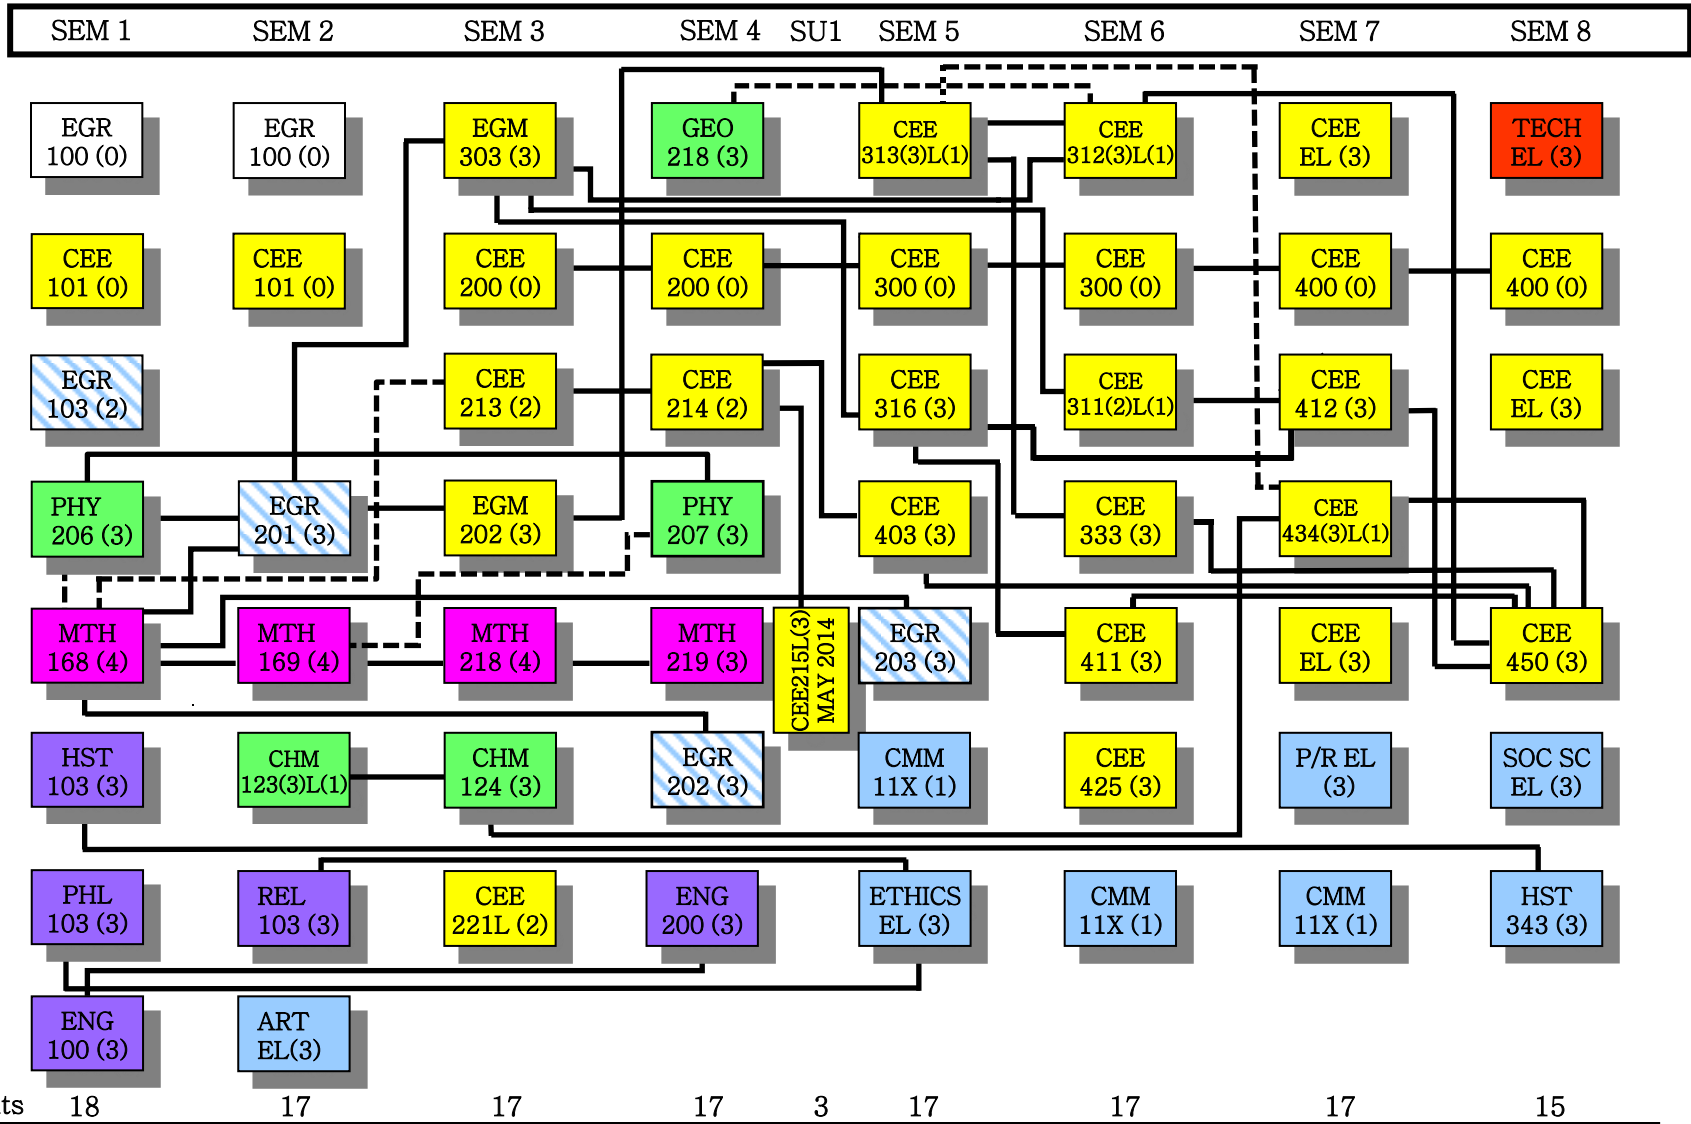 SEM 1 SEM 2 SEM 3 SEM 4 SU1 SEM 5 SEM 6 SEM 7 SEM 8
EGR
100 (0)
EGR
100 (0)
EGM
303 (3)
GEO
218 (3)
CEE
313(3)L(1)
CEE
312(3)L(1)
CEE
EL (3)
TECH
EL (3)
CEE
101 (0)
CEE
101 (0)
CEE
200 (0)
CEE
200 (0)
CEE
300 (0)
CEE
300 (0)
CEE
400 (0)
CEE
400 (0)
EGR
103 (2)
CEE
213 (2)
CEE
214 (2)
CEE
316 (3)
CEE
311(2)L(1)
CEE
412 (3)
CEE
EL (3)
PHY
206 (3)
EGR
201 (3)
EGM
202 (3)
PHY
207 (3)
CEE
403 (3)
CEE
333 (3)
CEE
434(3)L(1)
MTH
168 (4)
MTH
169 (4)
MTH
218 (4)
MTH
219 (3)
CEE215L(3)
MAY 2014
EGR
203 (3)
CEE
411 (3)
CEE
EL (3)
CEE
450 (3)
HST
103 (3)
CHM
123(3)L(1)
CHM
124 (3)
EGR
202 (3)
CMM
11X (1)
CEE
425 (3)
P/R EL
(3)
SOC SC
EL (3)
PHL
103 (3)
REL
103 (3)
CEE
221L (2)
ENG
200 (3)
ETHICS
EL (3)
CMM
11X (1)
CMM
11X (1)
HST
343 (3)
ENG
100 (3)
ART
EL(3)
ts 18 17 17 17 3 17 17 17 15